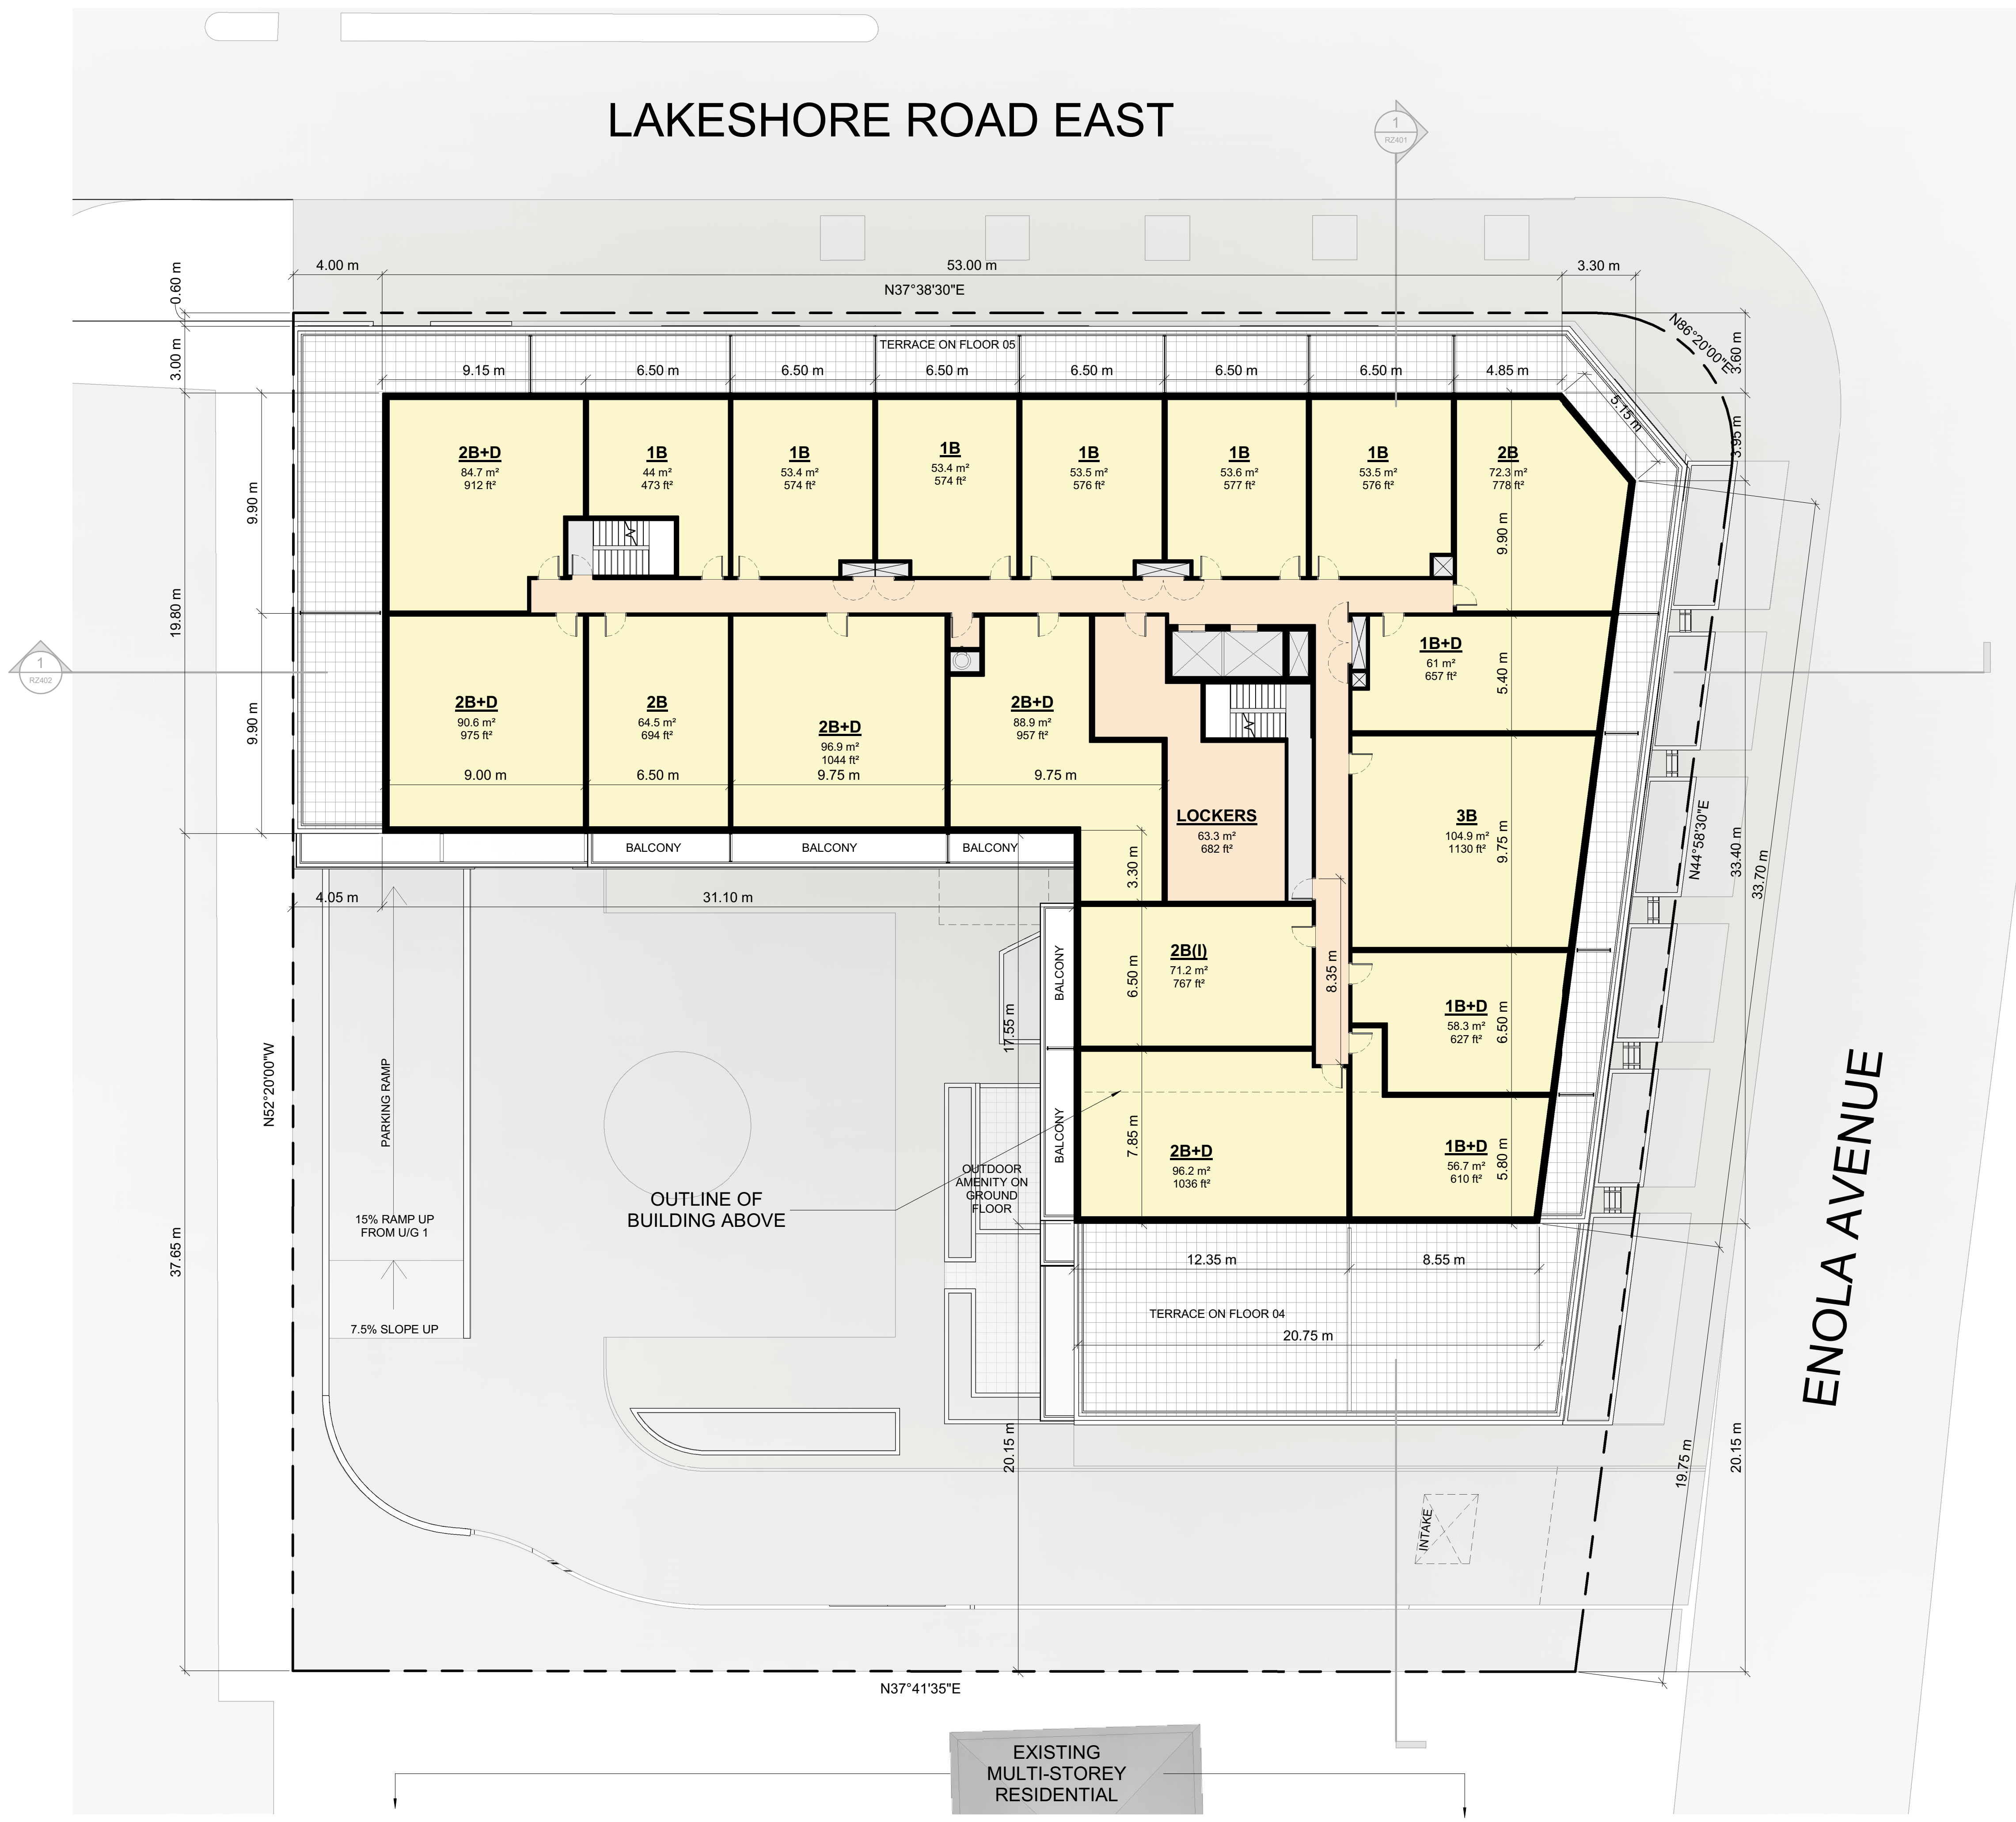 LAKESHORE ROAD EAST
1
RZ401
4.00 m
53.00 m
3.30 m
N37°38'30"E
0.60 m
3.00 m
N86°20'00"E
3.60 m
TERRACE ON FLOOR 05
9.15 m
6.50 m
6.50 m
6.50 m
6.50 m
6.50 m
6.50 m
4.85 m
5.15 m
3.95 m
2B+D
84.7 m²
912 ft²
1B
44 m²
473 ft²
1B
53.4 m²
574 ft²
1B
53.4 m²
574 ft²
1B
53.5 m²
576 ft²
1B
53.6 m²
577 ft²
1B
53.5 m²
576 ft²
2B
72.3 m²
778 ft²
9.90 m
9.90 m
19.80 m
1
RZ402
9.90 m
2B+D
90.6 m²
975 ft²
9.00 m
2B
64.5 m²
694 ft²
6.50 m
2B+D
96.9 m²
1044 ft²
9.75 m
2B+D
88.9 m²
957 ft²
9.75 m
1B+D
61 m²
657 ft²
5.40 m
LOCKERS
63.3 m²
682 ft²
3B
104.9 m²
1130 ft²
9.75 m
N44°58'30"E
33.40 m
33.70 m
BALCONY
BALCONY
BALCONY
3.30 m
4.05 m
31.10 m
BALCONY
17.55 m
6.50 m
2B(I)
71.2 m²
767 ft²
8.35 m
1B+D
58.3 m²
627 ft²
6.50 m
N52°20'00"W
PARKING RAMP
BALCONY
7.85 m
2B+D
96.2 m²
1036 ft²
1B+D
56.7 m²
610 ft²
5.80 m
OUTDOOR
AMENITY ON
GROUND
FLOOR
OUTLINE OF
BUILDING ABOVE
15% RAMP UP
FROM U/G 1
7.5% SLOPE UP
37.65 m
12.35 m
8.55 m
TERRACE ON FLOOR 04
20.75 m
ENOLA AVENUE
20.15 m
19.75 m
20.15 m
INTAKE
N37°41'35"E
EXISTING
MULTI-STOREY
RESIDENTIAL